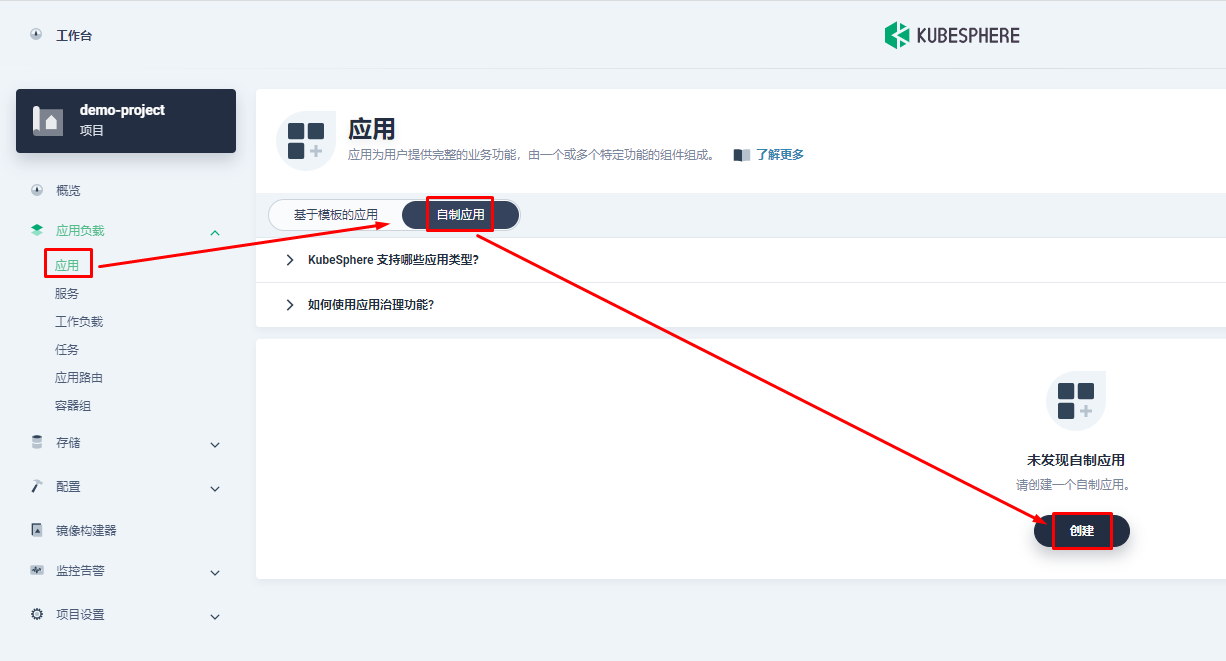 工作台
KUBESPHERE
demo-project
项目
概览
应用负载
应用
服务
工作负载
任务
应用路由
容器组
存储
配置
镜像构建器
监控告警
项目设置
应用
应用为用户提供完整的业务功能，由一个或多个特定功能的组件组成。 了解更多
基于模板的应用 自制应用
KubeSphere 支持哪些应用类型?
如何使用应用治理功能?
未发现自制应用
请创建一个自制应用。
创建